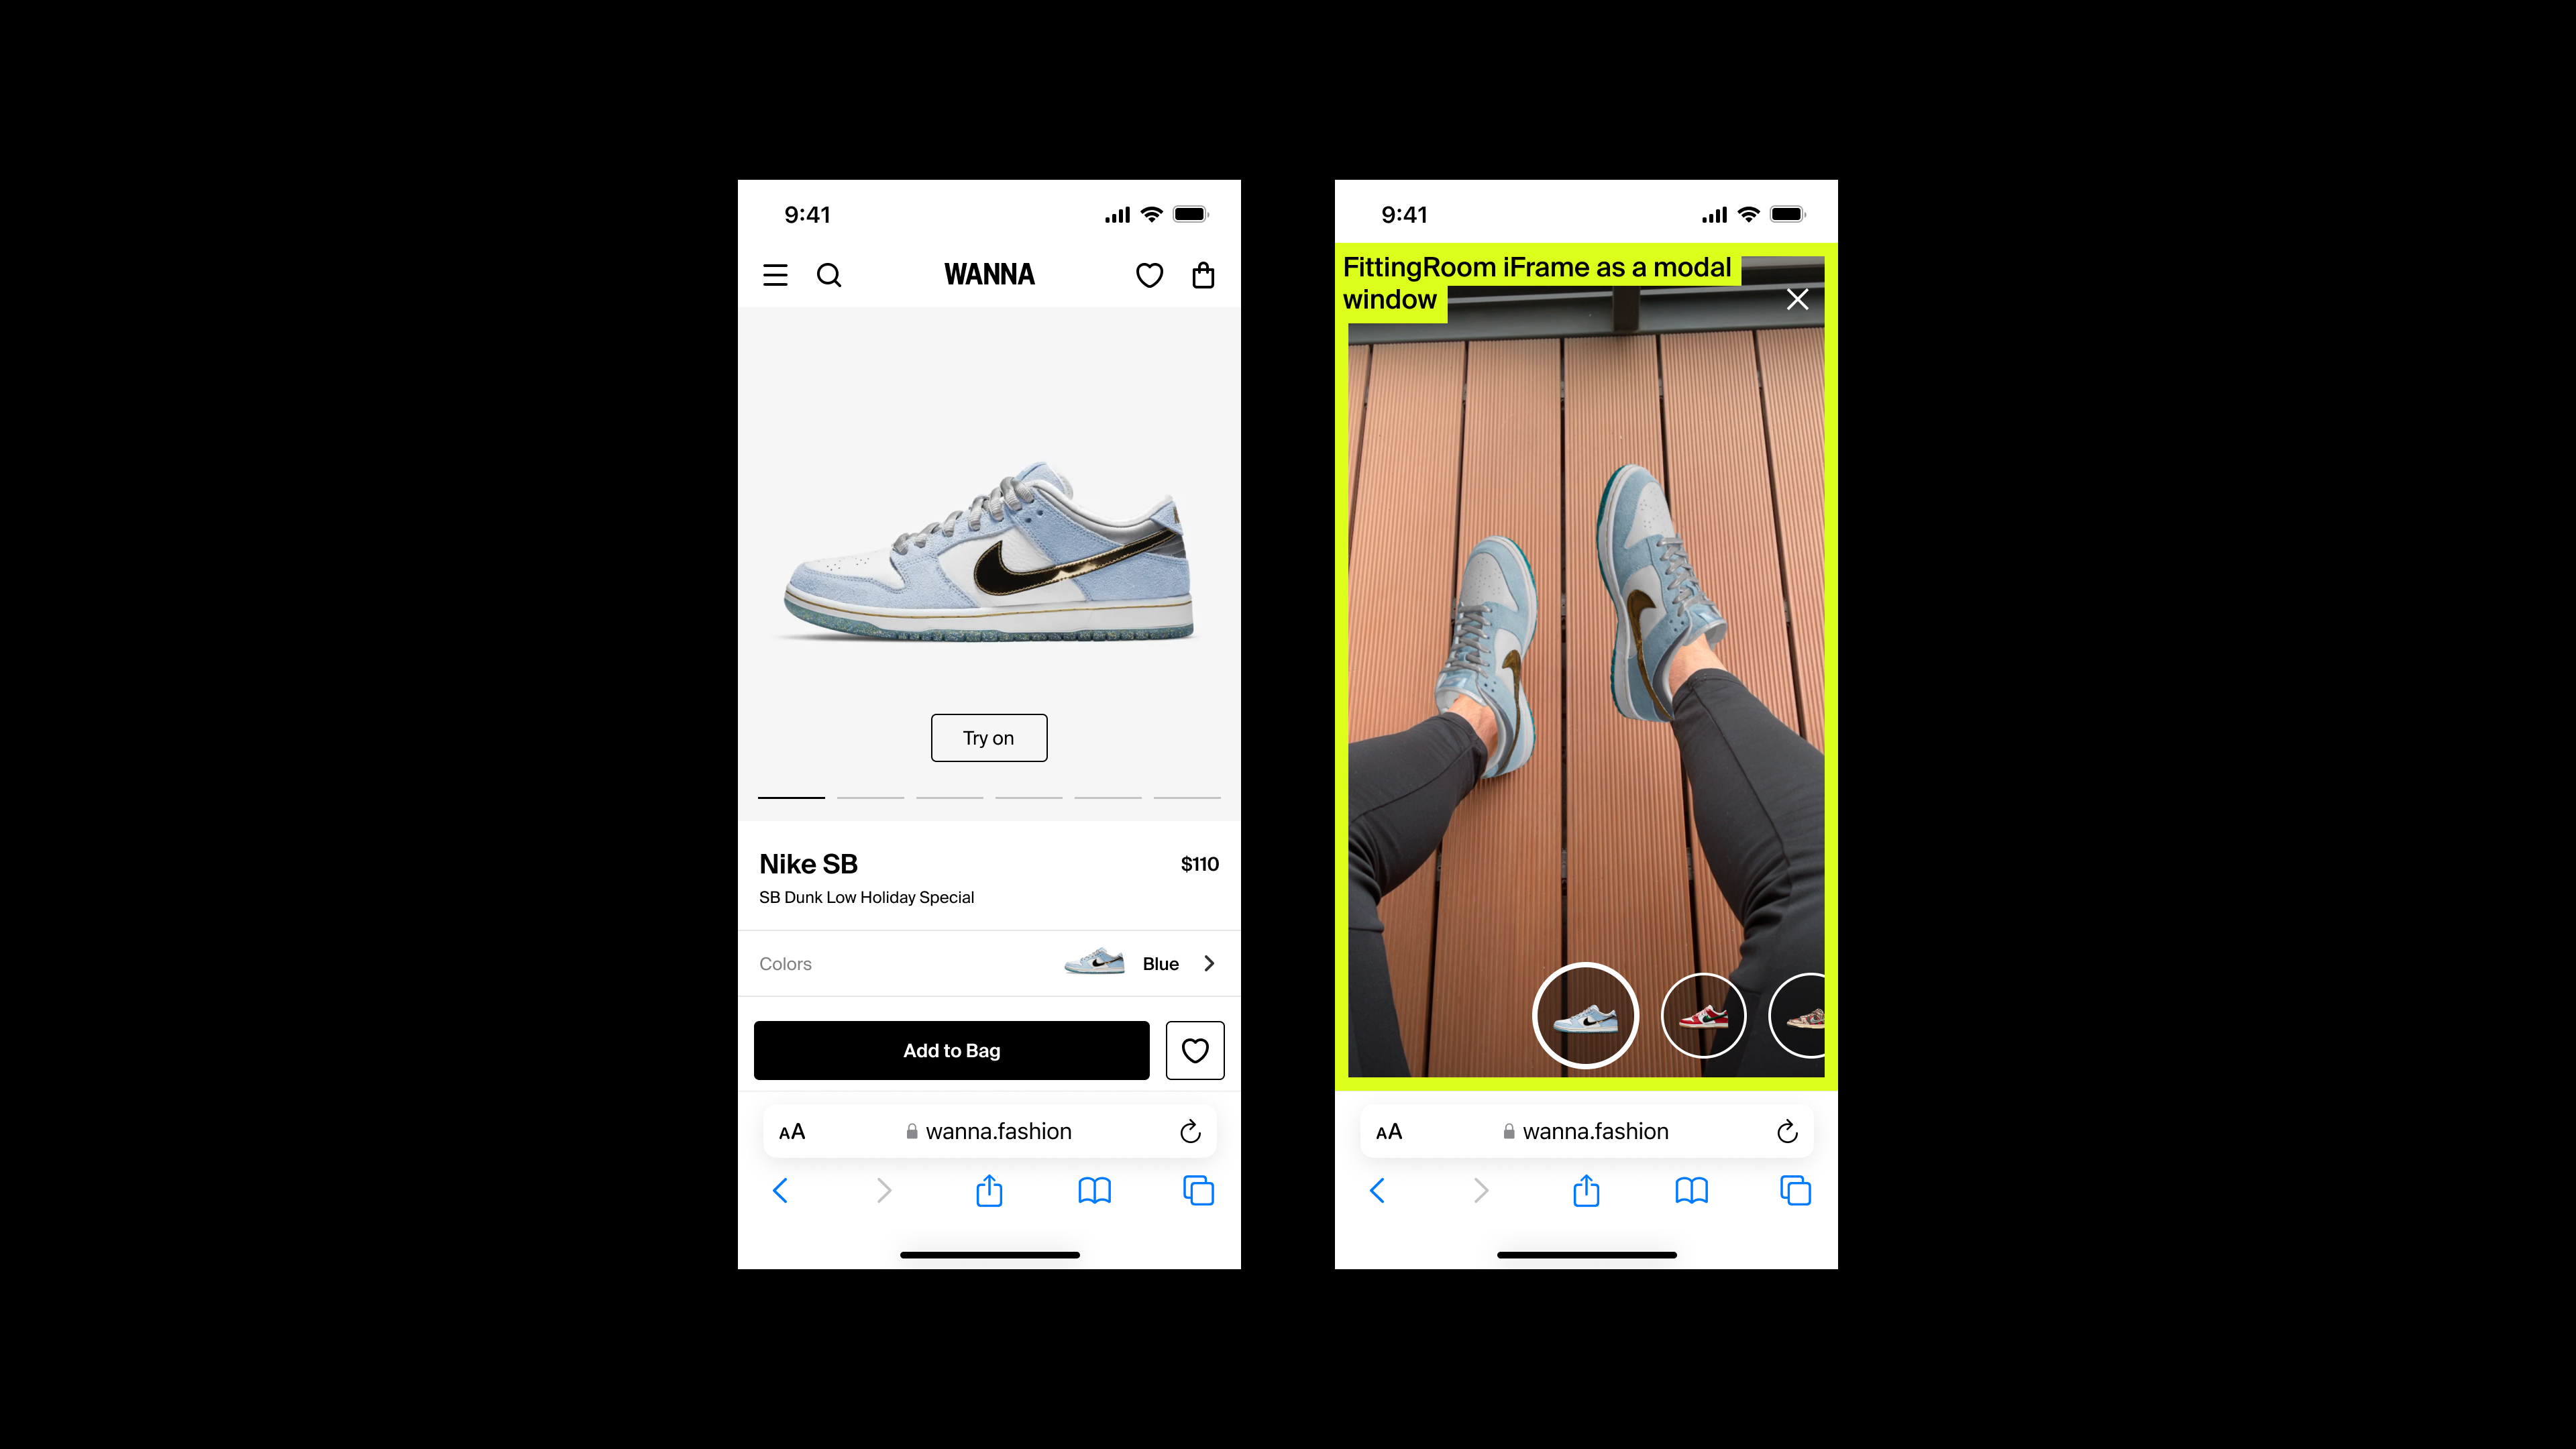 9:41
WANNA
Try on
Nike SB
$110
SB Dunk Low Holiday Special
Colors
Blue
Add to Bag
AA
wanna.fashion
9:41
FittingRoom iFrame as a modal
window
AA
wanna.fashion